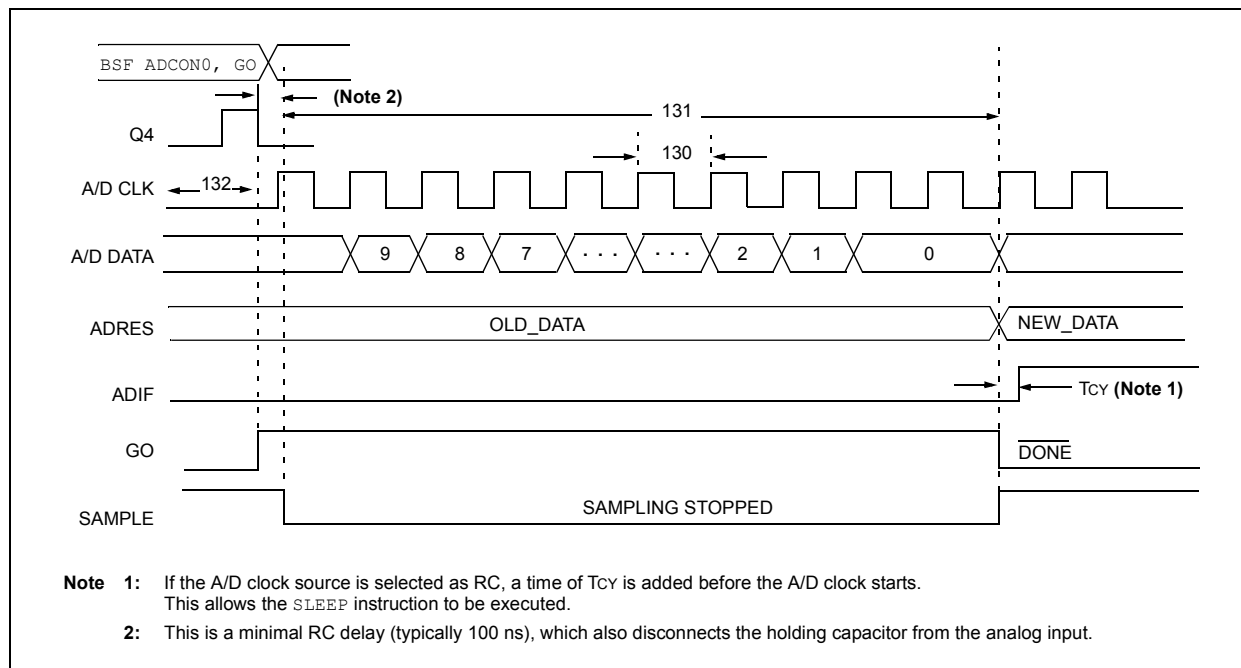 BSF ADCON0, GO
(Note 2)
131
Q4
130
A/D CLK
132
A/D DATA
9 8 7 . . . . . . 2 1 0
ADRES
OLD_DATA
NEW_DATA
ADIF
TCY (Note 1)
GO
DONE
SAMPLE
SAMPLING STOPPED
Note 1: If the A/D clock source is selected as RC, a time of TCY is added before the A/D clock starts.
This allows the SLEEP instruction to be executed.
2: This is a minimal RC delay (typically 100 ns), which also disconnects the holding capacitor from the analog input.